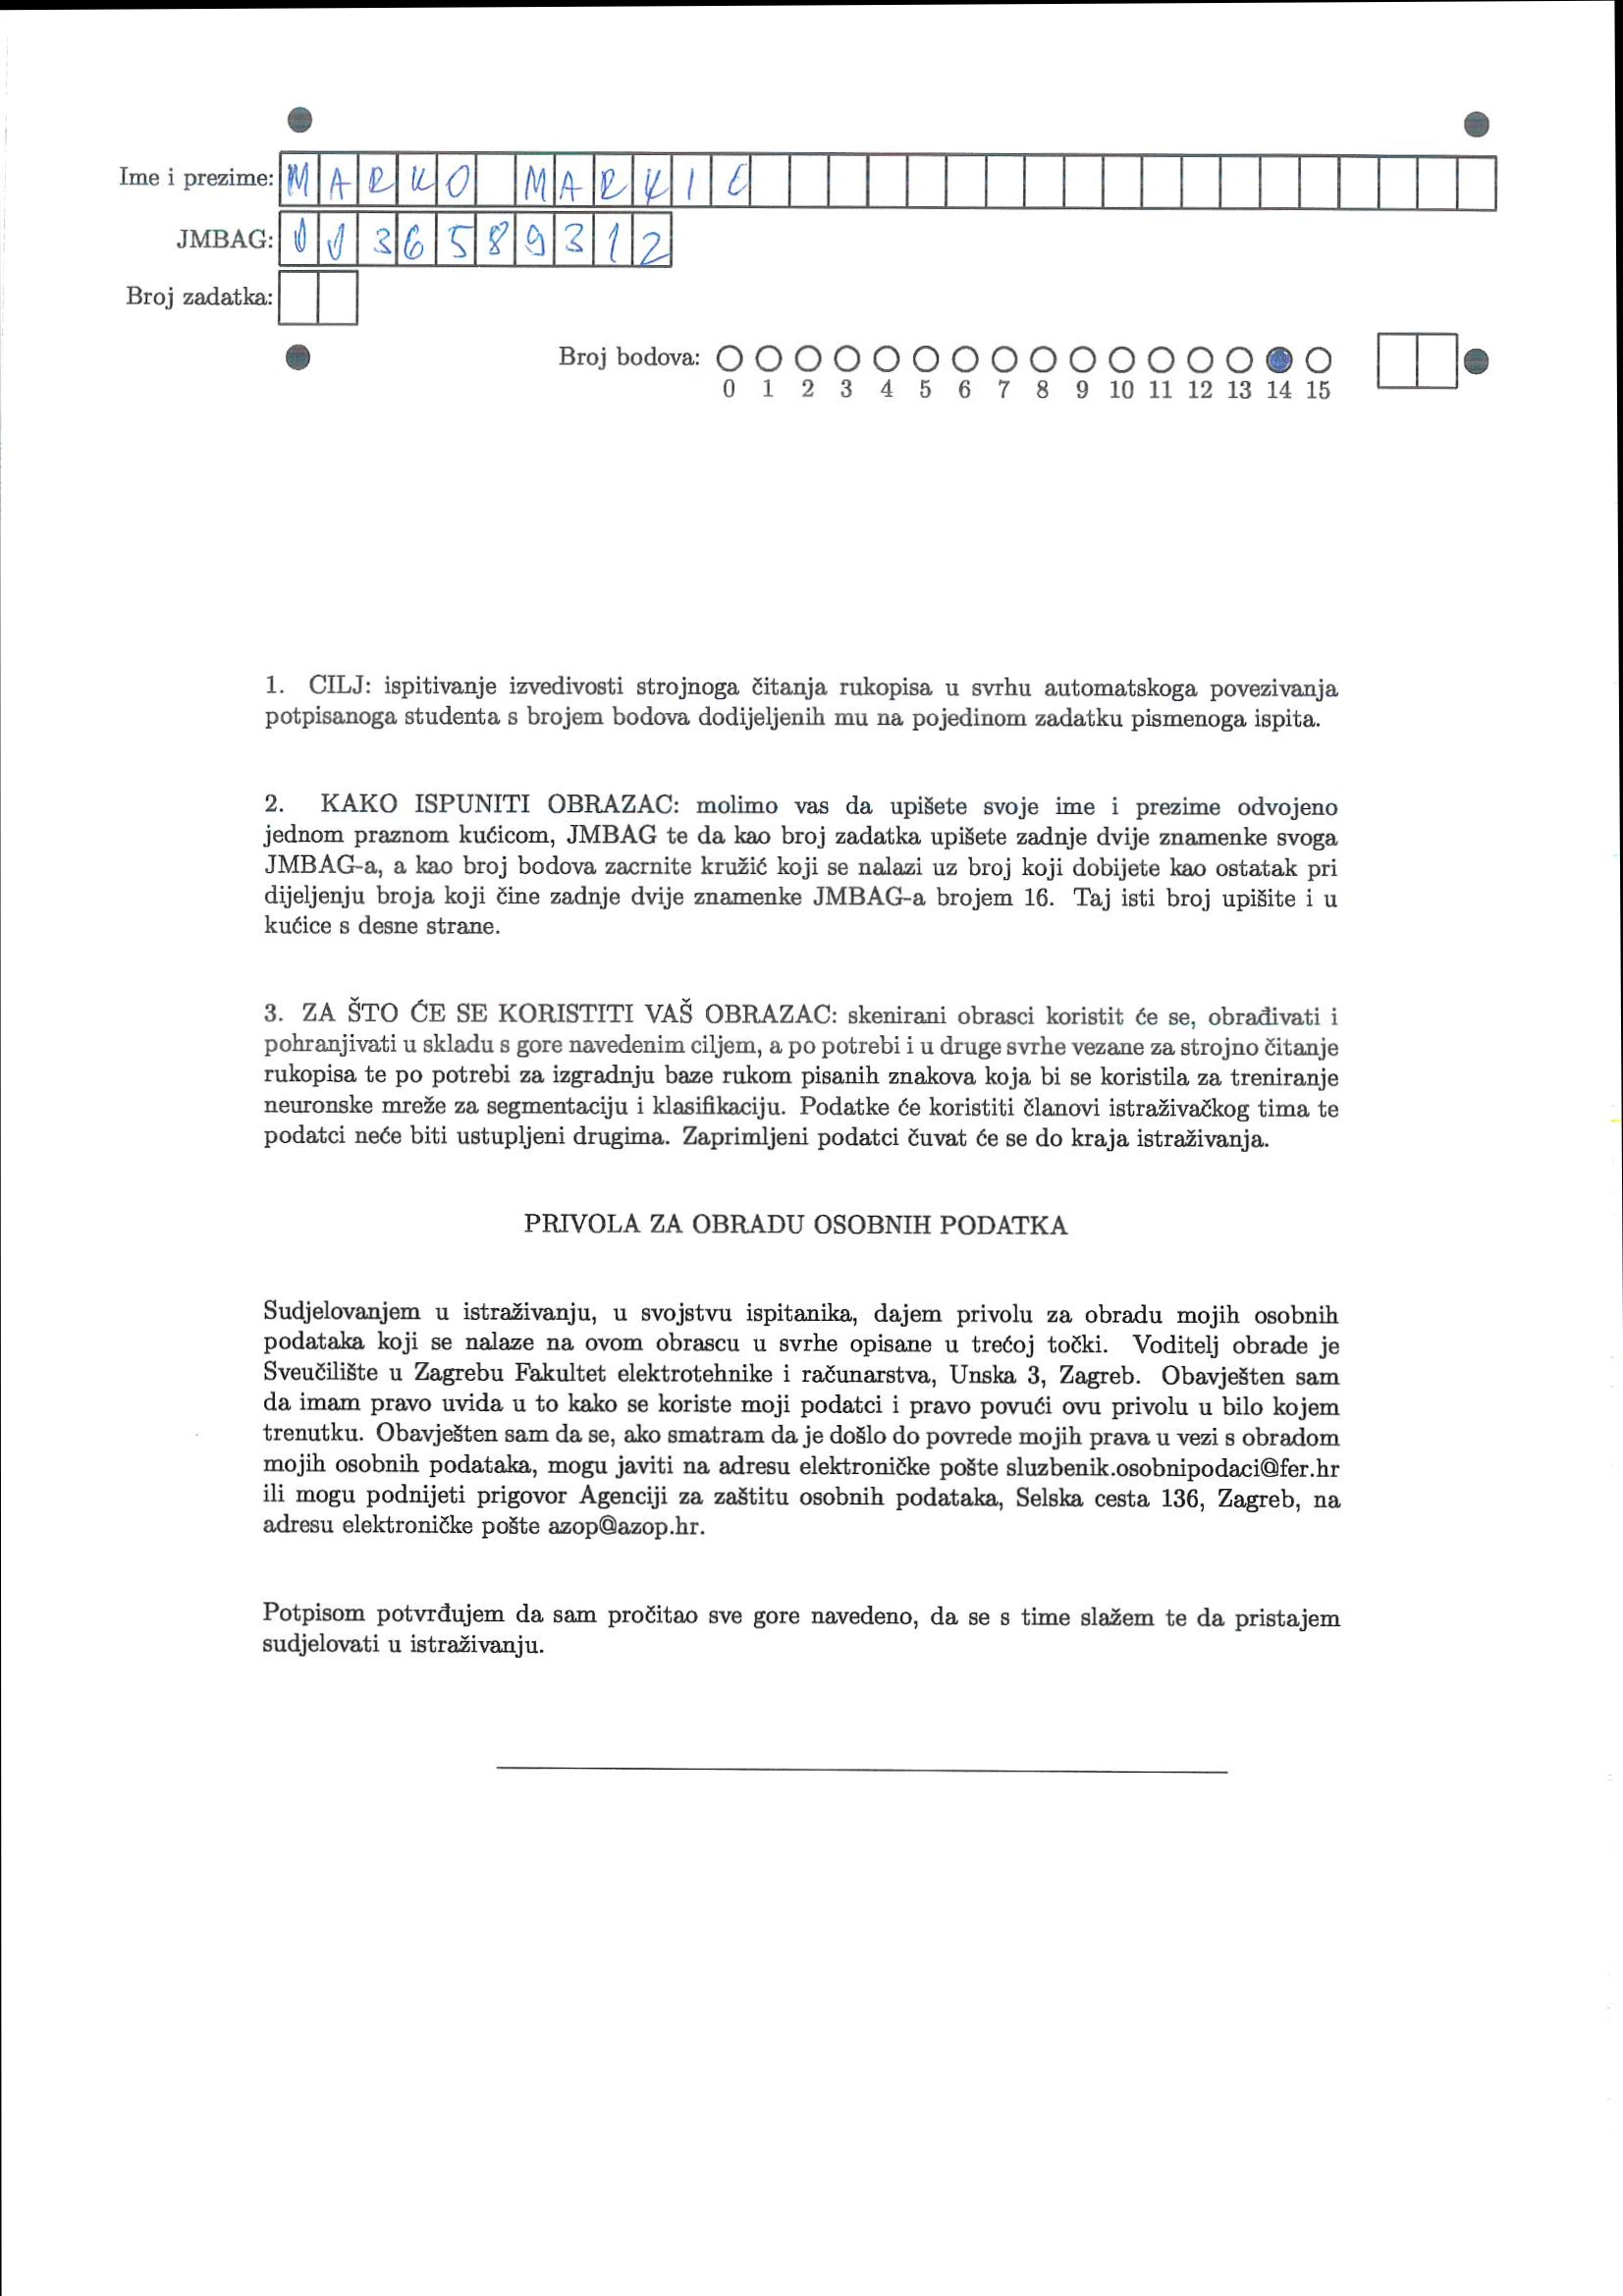 Ime i prezime: MARKO MARKIC
JMBAG: 0036589312
Broj zadatka:
Broj bodova:
0 1 2 3 4 5 6 7 8 9 10 11 12 13 14 15
1. CILJ: ispitivanje izvedivosti strojnoga čitanja rukopisa u svrhu automatskoga povezivanja
potpisanoga studenta s brojem bodova dodijeljenih mu na pojedinom zadatku pismenoga ispita.
2. KAKO ISPUNITI OBRAZAC: molimo vas da upišete svoje ime i prezime odvojeno
jednom praznom kućicom, JMBAG te da kao broj zadatka upišete zadnje dvije znamenke svoga
JMBAG-a, a kao broj bodova zacrnite kružić koji se nalazi uz broj koji dobijete kao ostatak pri
dijeljenju broja koji čine zadnje dvije znamenke JMBAG-a brojem 16. Taj isti broj upišite i u
kućice s desne strane.
3. ZA ŠTO ĆE SE KORISTITI VAŠ OBRAZAC: skenirani obrasci koristit će se, obrađivati i
pohranjivati u skladu s gore navedenim ciljem, a po potrebi i u druge svrhe vezane za strojno čitanje
rukopisa te po potrebi za izgradnju baze rukom pisanih znakova koja bi se koristila za treniranje
neuronske mreže za segmentaciju i klasifikaciju. Podatke će koristiti članovi istraživačkog tima te
podatci neće biti ustupljeni drugima. Zaprimljeni podatci čuvat će se do kraja istraživanja.
PRIVOLA ZA OBRADU OSOBNIH PODATKA
Sudjelovanjem u istraživanju, u svojstvu ispitanika, dajem privolu za obradu mojih osobnih
podataka koji se nalaze na ovom obrascu u svrhe opisane u trećoj točki. Voditelj obrade je
Sveučilište u Zagrebu Fakultet elektrotehnike i računarstva, Unska 3, Zagreb. Obavješten sam
da imam pravo uvida u to kako se koriste moji podatci i pravo povući ovu privolu u bilo kojem
trenutku. Obavješten sam da se, ako smatram da je došlo do povrede mojih prava u vezi s obradom
mojih osobnih podataka, mogu javiti na adresu elektroničke pošte sluzbenik.osobnipodaci@fer.hr
ili mogu podnijeti prigovor Agenciji za zaštitu osobnih podataka, Selska cesta 136, Zagreb, na
adresu elektroničke pošte azop@azop.hr.
Potpisom potvrđujem da sam pročitao sve gore navedeno, da se s time slažem te da pristajem
sudjelovati u istraživanju.